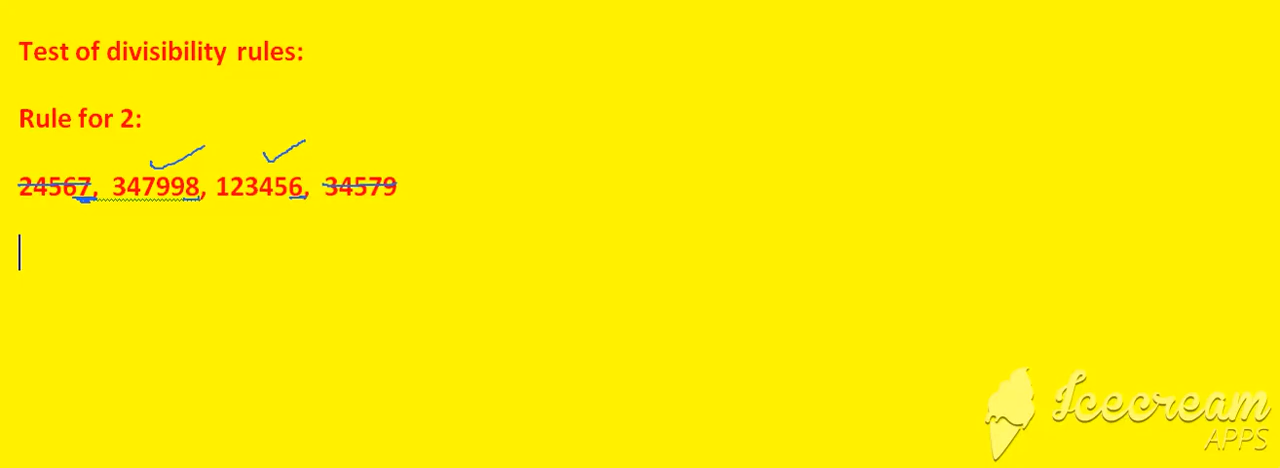 Test of divisibility rules:
Rule for 2:
24567, 347998, 123456, 34579
Icecream
APPS